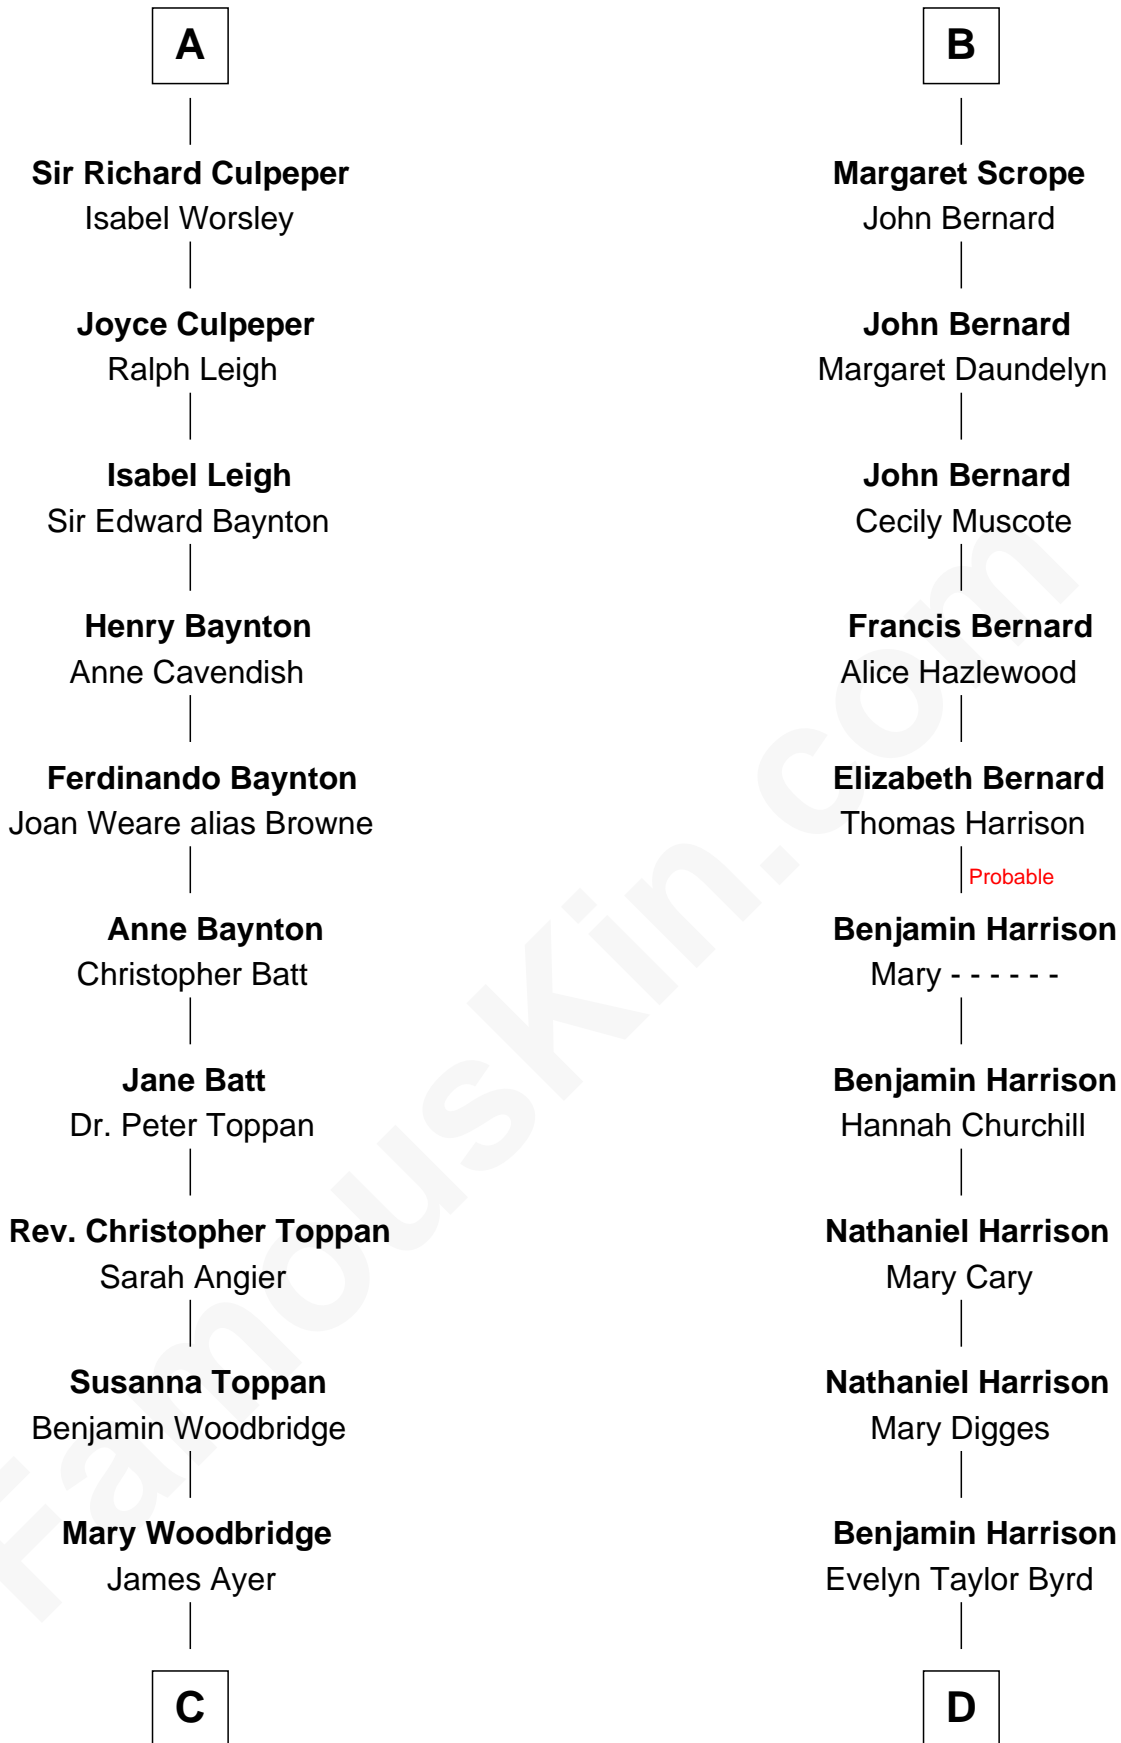 A
Sir Richard Culpeper
Isabel Worsley
Joyce Culpeper
Ralph Leigh
Isabel Leigh
Sir Edward Baynton
Henry Baynton
Anne Cavendish
Ferdinando Baynton
Joan Weare alias Browne
Anne Baynton
Christopher Batt
Jane Batt
Dr. Peter Toppan
Rev. Christopher Toppan
Sarah Angier
Susanna Toppan
Benjamin Woodbridge
Mary Woodbridge
James Ayer
C
B
Margaret Scrope
John Bernard
John Bernard
Margaret Daundelyn
John Bernard
Cecily Muscote
Francis Bernard
Alice Hazlewood
Elizabeth Bernard
Thomas Harrison
Probable
Benjamin Harrison
Mary - - - - - -
Benjamin Harrison
Hannah Churchill
Nathaniel Harrison
Mary Cary
Nathaniel Harrison
Mary Digges
Benjamin Harrison
Evelyn Taylor Byrd
D
FamousKin.com